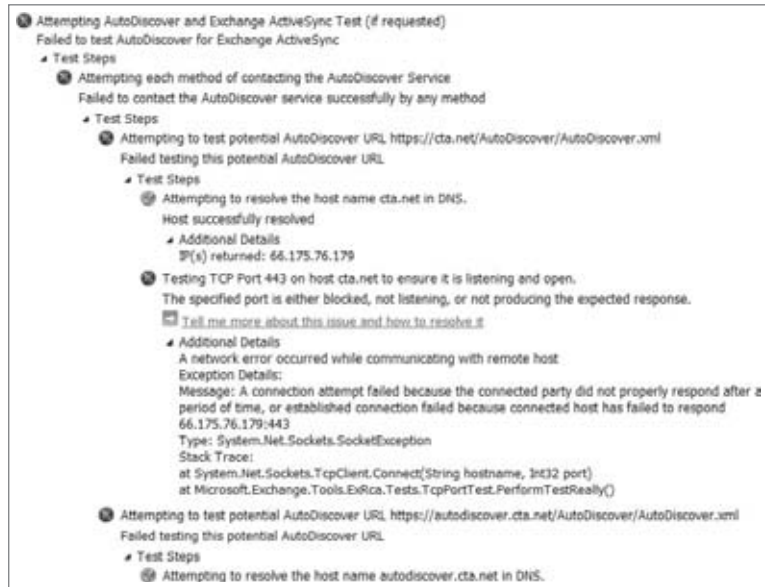 Attempting AutoDiscover and Exchange ActiveSync Test (if requested)
Failed to test AutoDiscover for Exchange ActiveSync
Test Steps
Attempting each method of contacting the AutoDiscover Service
Failed to contact the AutoDiscover service successfully by any method
Test Steps
Attempting to test potential AutoDiscover URL https://cta.net/AutoDiscover/AutoDiscover.xml
Failed testing this potential AutoDiscover URL
Test Steps
Attempting to resolve the host name cta.net in DNS.
Host successfully resolved
Additional Details
IP(s) returned: 66.175.76.179
Testing TCP Port 443 on host cta.net to ensure it is listening and open.
The specified port is either blocked, not listening, or not producing the expected response.
Tell me more about this issue and how to resolve it
Additional Details
A network error occurred while communicating with remote host
Exception Details:
Message: A connection attempt failed because the connected party did not properly respond after a
period of time, or established connection failed because connected host has failed to respond
66.175.76.179:443
Type: System.Net.Sockets.SocketException
Stack Trace:
at System.Net.Sockets.TcpClient.Connect(String hostname, Int32 port)
at Microsoft.Exchange.Tools.ExRca.Tests.TcpPortTest.PerformTestReally()
Attempting to test potential AutoDiscover URL https://autodiscover.cta.net/AutoDiscover/AutoDiscover.xml
Failed testing this potential AutoDiscover URL
Test Steps
Attempting to resolve the host name autodiscover.cta.net in DNS.